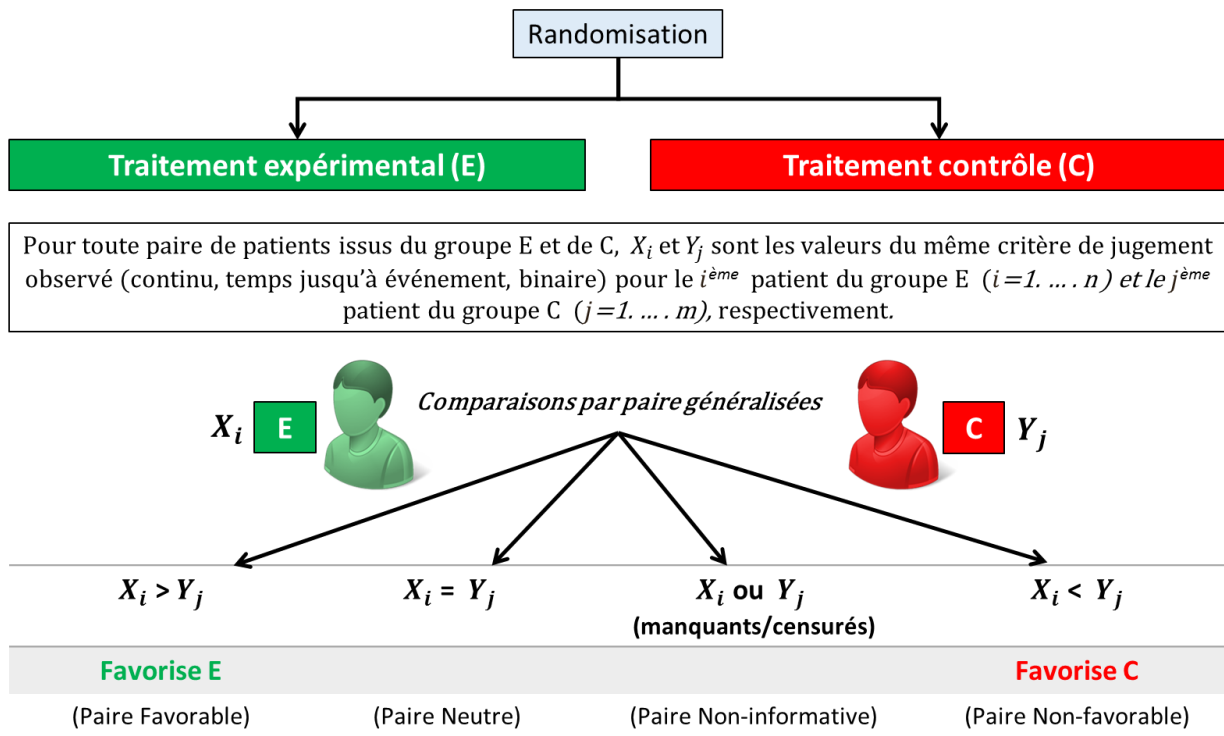 Randomisation
Traitement expérimental (E)
Traitement contrôle (C)
Pour toute paire de patients issus du groupe E et de C, Xi et Yj sont les valeurs du même critère de jugement
observé (continu, temps jusqu'à événement, binaire) pour le ième patient du groupe E (i=1. ... . n) et le jème
patient du groupe C (j=1. ... . m), respectivement.
Comparaisons par paire généralisées
Xi E
C Yj
Xi > Yj
Xi = Yj
Xi ou Yj
(manquants/censurés)
Xi < Yj
Favorise E
Favorise C
(Paire Favorable)
(Paire Neutre)
(Paire Non-informative)
(Paire Non-favorable)